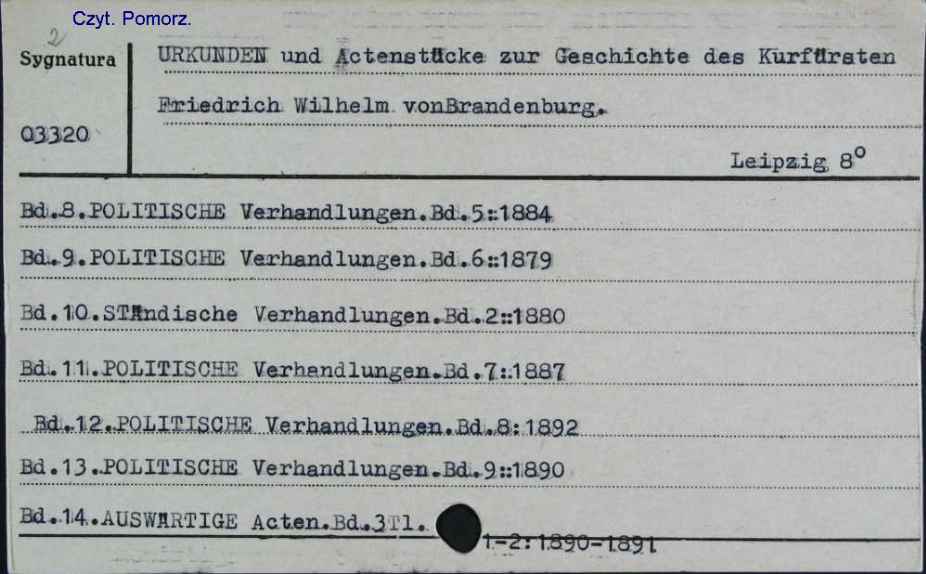 Czyt. Pomorz.
2
Sygnatura
URKUNDEN und Actenstücke zur Geschichte des Kurfürsten
Friedrich Wilhelm vonBrandenburg.
03320
Leipzig 8°
Bd.8.POLITISCHE Verhandlungen.Bd.5:1884
Bd.9.POLITISCHE Verhandlungen.Bd.6:1879
Bd.10.STÄndische Verhandlungen.Bd.2:1880
Bd.11.POLITISCHE Verhandlungen.Bd.7:1887
Bd.12.POLITISCHE Verhandlungen.Bd.8:1892
Bd.13.POLITISCHE Verhandlungen.Bd.9:1890
Bd.14.AUSWÄRTIGE Acten.Bd.3Tl.
1-2:1890-1891